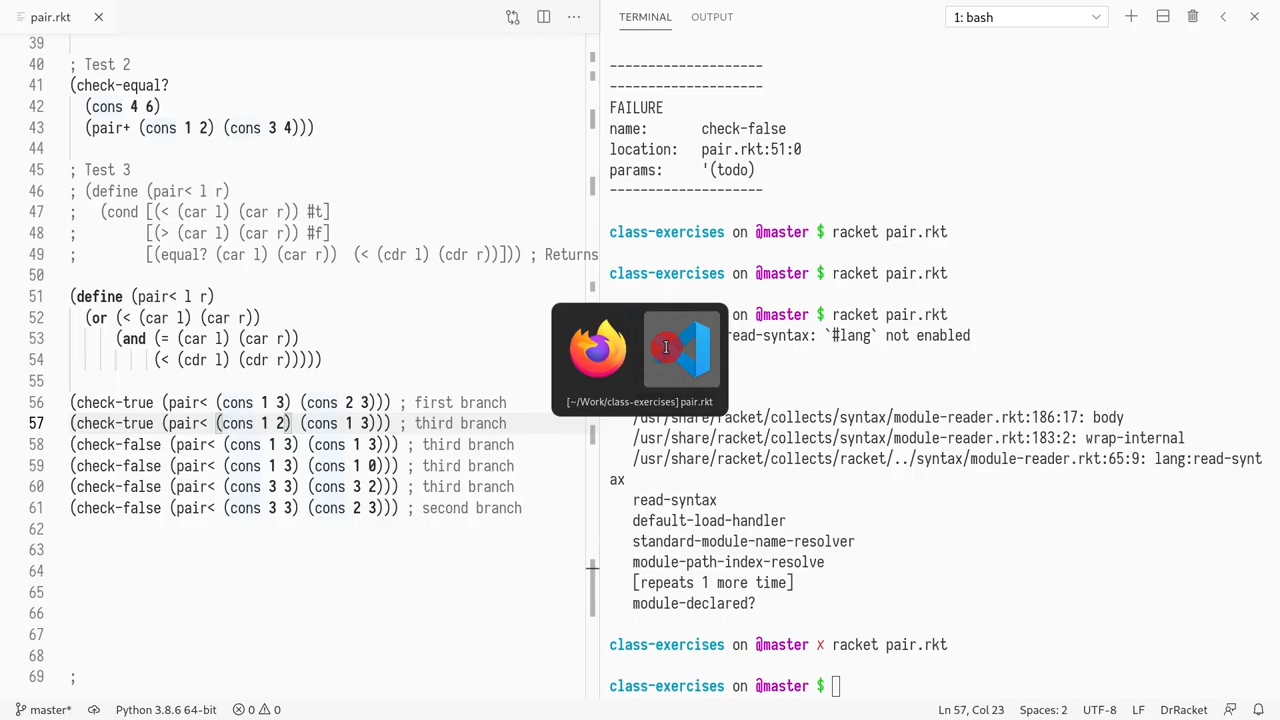 pair.rkt
TERMINAL OUTPUT 1: bash
39
40 ; Test 2
41 (check-equal?
42 (cons 4 6)
43 (pair+ (cons 1 2) (cons 3 4)))
44
45 ; Test 3
46 ; (define (pair< l r)
47 ; (cond [(< (car l) (car r)) #t]
48 ; [(> (car l) (car r)) #f]
49 ; [(equal? (car l) (car r)) (< (cdr l) (cdr r))])) ; Returns
50
51 (define (pair< l r)
52 (or (< (car l) (car r))
53 (and (= (car l) (car r))
54 (< (cdr l) (cdr r)))))
55
56 (check-true (pair< (cons 1 3) (cons 2 3))) ; first branch
57 (check-true (pair< (cons 1 2) (cons 1 3))) ; third branch
58 (check-false (pair< (cons 1 3) (cons 1 3))) ; third branch
59 (check-false (pair< (cons 1 3) (cons 1 0))) ; third branch
60 (check-false (pair< (cons 3 3) (cons 3 2))) ; third branch
61 (check-false (pair< (cons 3 3) (cons 2 3))) ; second branch
62
63
64
65
66
67
68
69 ;
--------------------
--------------------
FAILURE
name: check-false
location: pair.rkt:51:0
params: '(todo)
--------------------
class-exercises on @master $ racket pair.rkt
class-exercises on @master $ racket pair.rkt
on @master $ racket pair.rkt
read-syntax: `#lang` not enabled
/usr/share/racket/collects/syntax/module-reader.rkt:186:17: body
/usr/share/racket/collects/syntax/module-reader.rkt:183:2: wrap-internal
/usr/share/racket/collects/racket/../syntax/module-reader.rkt:65:9: lang:read-synt
ax
read-syntax
default-load-handler
standard-module-name-resolver
module-path-index-resolve
[repeats 1 more time]
module-declared?
class-exercises on @master X racket pair.rkt
class-exercises on @master $
[~/Work/class-exercises] pair.rkt
master* Python 3.8.6 64-bit 0 0 Ln 57, Col 23 Spaces: 2 UTF-8 LF DrRacket